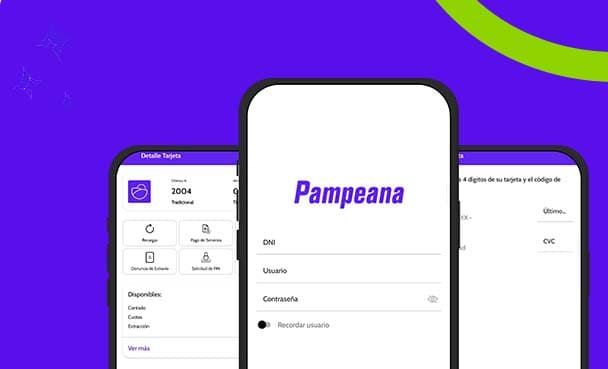 Detalle Tarjeta
2004
Tradicional
Recargar
Pago de Servicios
Denuncia de Extravío
Solicitud de PIN
Disponibles:
Contado
Cuotas
Extracción
Ver más
Pampeana
DNI
Usuario
Contraseña
Recordar usuario
4 dígitos de su tarjeta y el código de
Último...
CVC